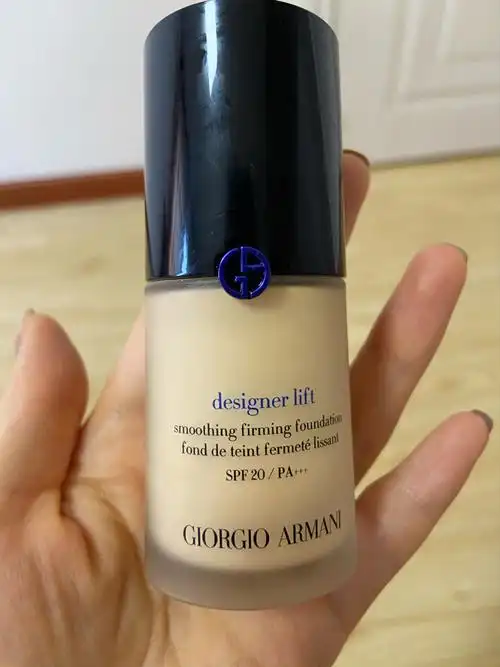 designer lift
smoothing firming foundation
fond de teint fermeté lissant
SPF 20 / PA+++
GIORGIO ARMANI